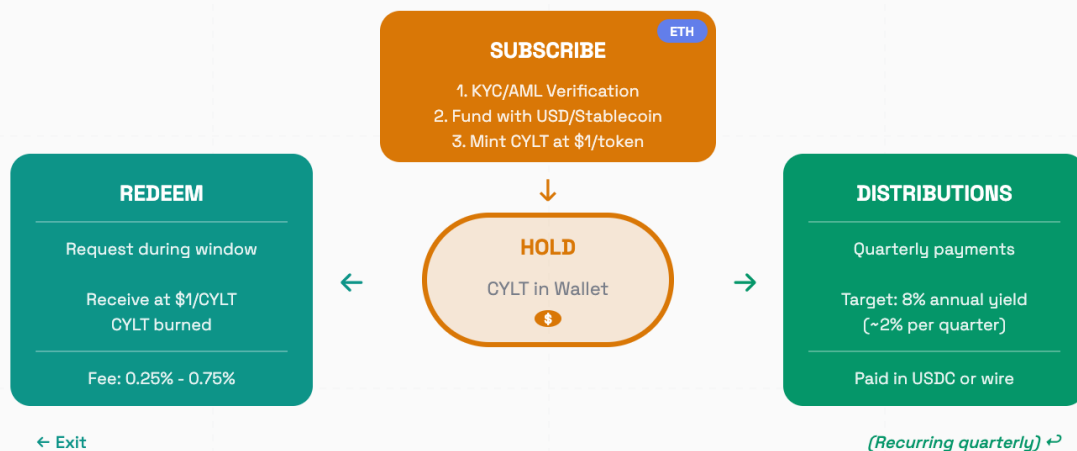 ETH
SUBSCRIBE
1. KYC/AML Verification
2. Fund with USD/Stablecoin
3. Mint CYLT at $1/token
↓
REDEEM
Request during window
Receive at $1/CYLT
CYLT burned
Fee: 0.25% - 0.75%
← Exit
←
HOLD
CYLT in Wallet
$
→
DISTRIBUTIONS
Quarterly payments
Target: 8% annual yield
(~2% per quarter)
Paid in USDC or wire
(Recurring quarterly) ↩